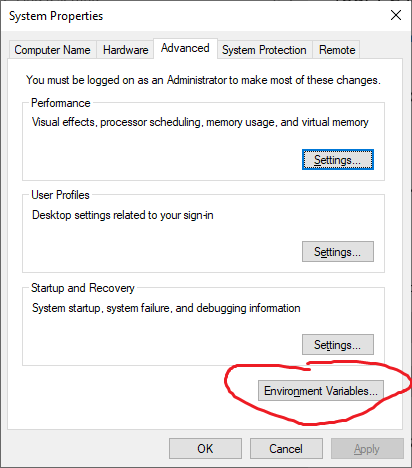 System Properties
Computer Name Hardware Advanced System Protection Remote
You must be logged on as an Administrator to make most of these changes.
Performance
Visual effects, processor scheduling, memory usage, and virtual memory
Settings...
User Profiles
Desktop settings related to your sign-in
Settings...
Startup and Recovery
System startup, system failure, and debugging information
Settings...
Environment Variables...
OK Cancel Apply